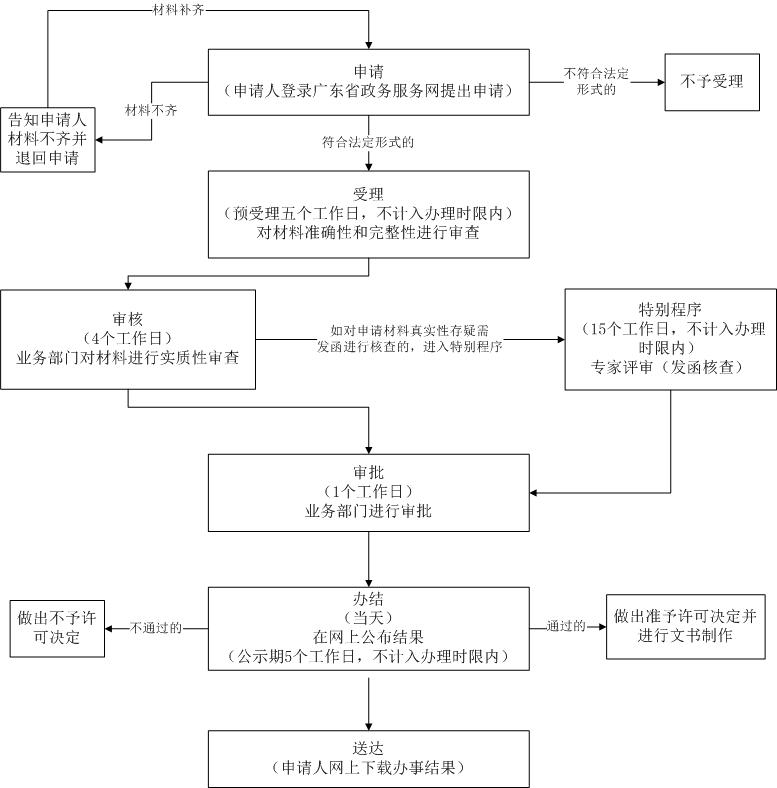 材料补齐
申请
（申请人登录广东省政务服务网提出申请）
不符合法定
形式的
不予受理
材料不齐
告知申请人
材料不齐并
退回申请
符合法定形式的
受理
（预受理五个工作日，不计入办理时限内）
对材料准确性和完整性进行审查
审核
（4个工作日）
业务部门对材料进行实质性审查
如对申请材料真实性存疑需
发函进行核查的，进入特别程序
特别程序
（15个工作日，不计入办理
时限内）
专家评审（发函核查）
审批
（1个工作日）
业务部门进行审批
办结
（当天）
在网上公布结果
（公示期5个工作日，不计入办理时限内）
不通过的
做出不予许
可决定
通过的
做出准予许可决定并
进行文书制作
送达
（申请人网上下载办事结果）